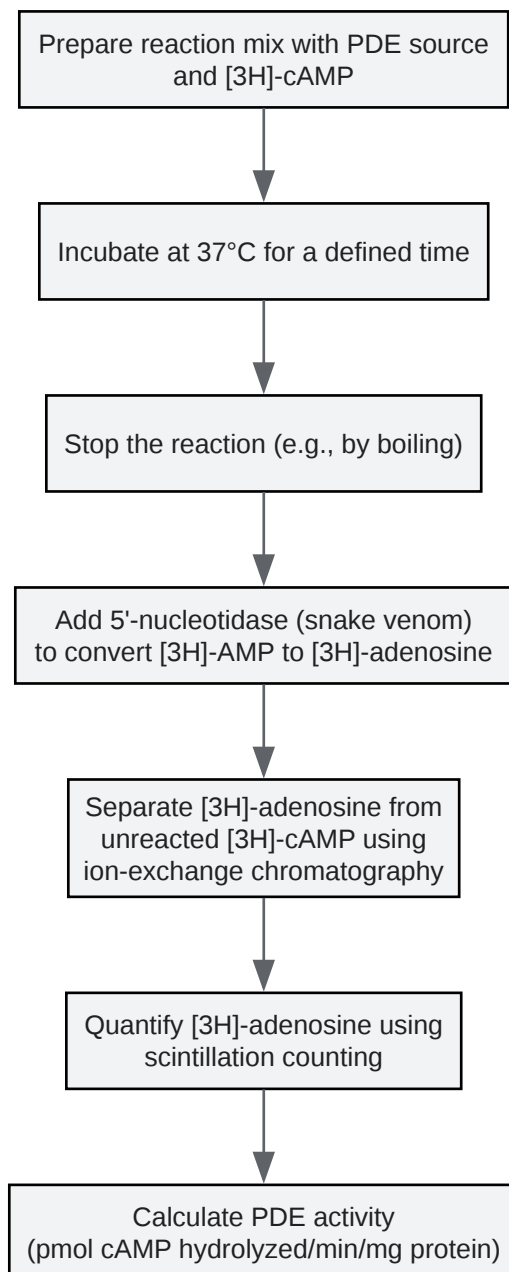 Prepare reaction mix with PDE source
and [3H]-cAMP
Incubate at 37°C for a defined time
Stop the reaction (e.g., by boiling)
Add 5'-nucleotidase (snake venom)
to convert [3H]-AMP to [3H]-adenosine
Separate [3H]-adenosine from
unreacted [3H]-cAMP using
ion-exchange chromatography
Quantify [3H]-adenosine using
scintillation counting
Calculate PDE activity
(pmol cAMP hydrolyzed/min/mg protein)